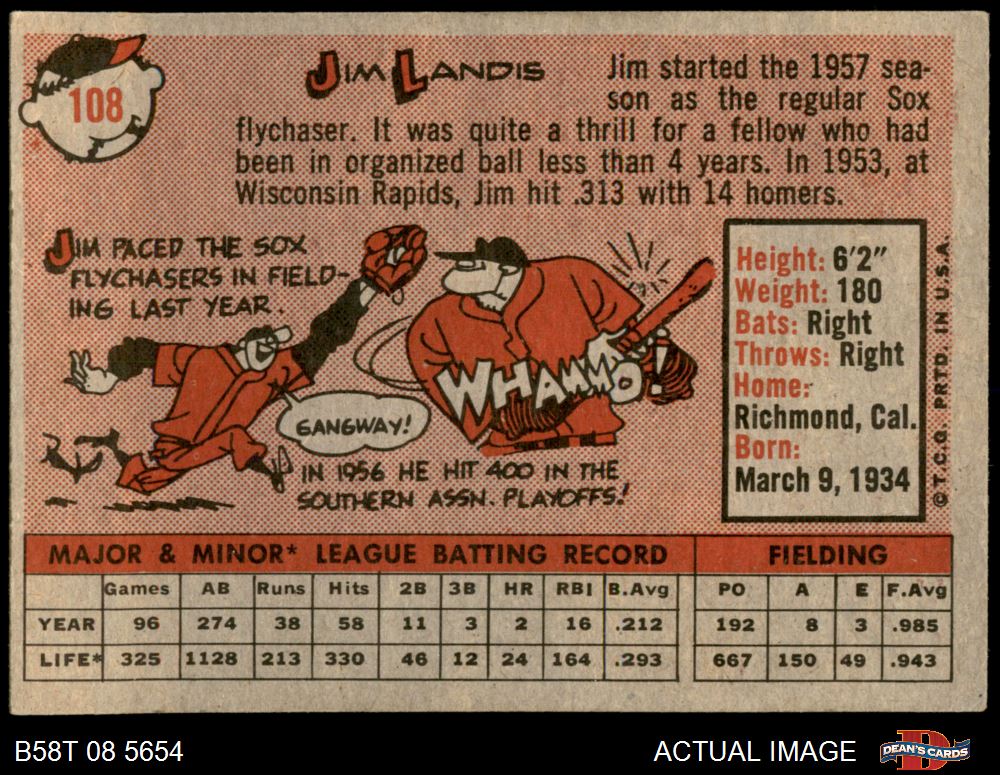 108
JIM LANDIS
Jim started the 1957 sea-
son as the regular Sox
flychaser. It was quite a thrill for a fellow who had
been in organized ball less than 4 years. In 1953, at
Wisconsin Rapids, Jim hit .313 with 14 homers.
JIM PACED THE SOX
FLYCHASERS IN FIELD-
ING LAST YEAR.
GANGWAY!
WHAMMMO!
IN 1956 HE HIT 400 IN THE
SOUTHERN ASSN. PLAYOFFS!
Height: 6'2"
Weight: 180
Bats: Right
Throws: Right
Home:
Richmond, Cal.
Born:
March 9, 1934
© T.C.G. PRTD. IN U.S.A.
MAJOR & MINOR* LEAGUE BATTING RECORD FIELDING
Games AB Runs Hits 2B 3B HR RBI B.Avg PO A E F.Avg
YEAR 96 274 38 58 11 3 2 16 .212 192 8 3 .985
LIFE* 325 1128 213 330 46 12 24 164 .293 667 150 49 .943
B58T 08 5654 ACTUAL IMAGE DEAN'S CARDS